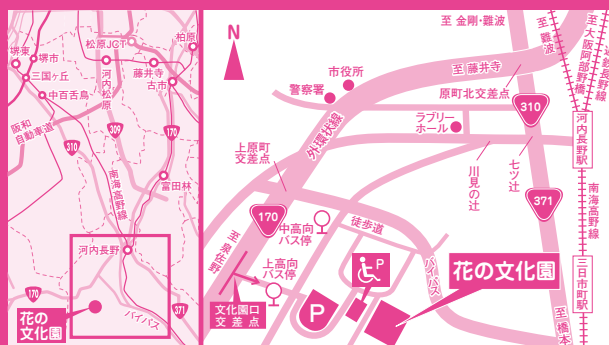 堺東
堺市
三国ヶ丘
中百舌鳥
阪和
自動車道
松原JCT
河内松原
柏原
藤井寺
古市
310
309
170
富田林
南海高野線
河内長野
170
371
バイパス
花の
文化園
N
至 金剛・難波
至難波
至大阪阿部野橋
近鉄長野線
市役所
警察署
至 藤井寺
原町北交差点
310
ラブリー
ホール
河内長野駅
外環状線
上原町
交差点
川見の辻
七ツ辻
371
南海高野線
170
至 泉佐野
中高向
バス停
徒歩道
上高向
バス停
P
バイパス
花の文化園
三日市町駅
文化園口
交差点
P
至橋本